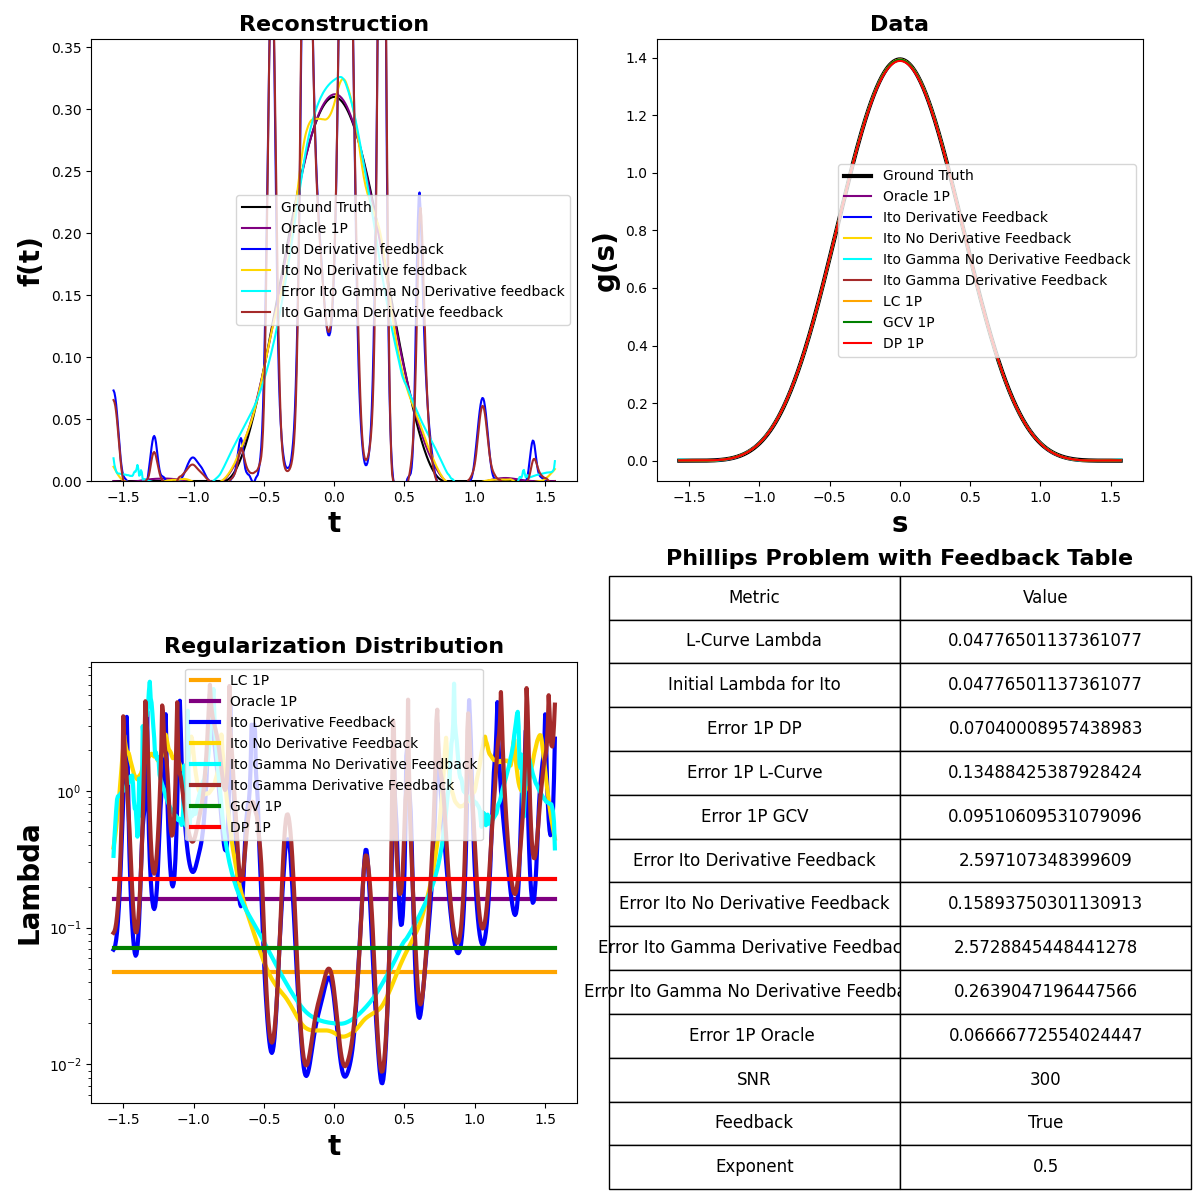 Reconstruction
0.35
0.30
0.25
0.20
0.15
0.10
0.05
0.00
f(t)
Ground Truth
Oracle 1P
Ito Derivative feedback
Ito No Derivative feedback
Error Ito Gamma No Derivative feedback
Ito Gamma Derivative feedback
−1.5 −1.0 −0.5 0.0 0.5 1.0 1.5
t
Data
1.4
1.2
1.0
0.8
0.6
0.4
0.2
0.0
g(s)
Ground Truth
Oracle 1P
Ito Derivative Feedback
Ito No Derivative Feedback
Ito Gamma No Derivative Feedback
Ito Gamma Derivative Feedback
LC 1P
GCV 1P
DP 1P
−1.5 −1.0 −0.5 0.0 0.5 1.0 1.5
s
Regularization Distribution
10⁰
10⁻¹
10⁻²
Lambda
LC 1P
Oracle 1P
Ito Derivative Feedback
Ito No Derivative Feedback
Ito Gamma No Derivative Feedback
Ito Gamma Derivative Feedback
GCV 1P
DP 1P
−1.5 −1.0 −0.5 0.0 0.5 1.0 1.5
t
Phillips Problem with Feedback Table
Metric Value
L-Curve Lambda 0.04776501137361077
Initial Lambda for Ito 0.04776501137361077
Error 1P DP 0.07040008957438983
Error 1P L-Curve 0.13488425387928424
Error 1P GCV 0.09510609531079096
Error Ito Derivative Feedback 2.597107348399609
Error Ito No Derivative Feedback 0.15893750301130913
Error Ito Gamma Derivative Feedbac 2.5728845448441278
Error Ito Gamma No Derivative Feedba 0.2639047196447566
Error 1P Oracle 0.06666772554024447
SNR 300
Feedback True
Exponent 0.5